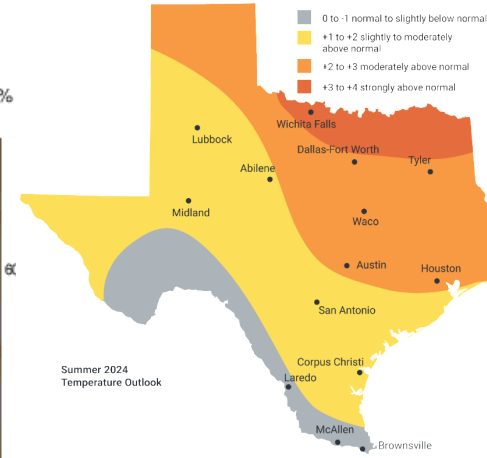 0 to -1 normal to slightly below normal
+1 to +2 slightly to moderately
above normal
+2 to +3 moderately above normal
+3 to +4 strongly above normal
%
Wichita Falls
Lubbock
Dallas-Fort Worth
Tyler
Abilene
Midland
Waco
Austin
Houston
San Antonio
Summer 2024
Temperature Outlook
Corpus Christi
Laredo
McAllen
Brownsville